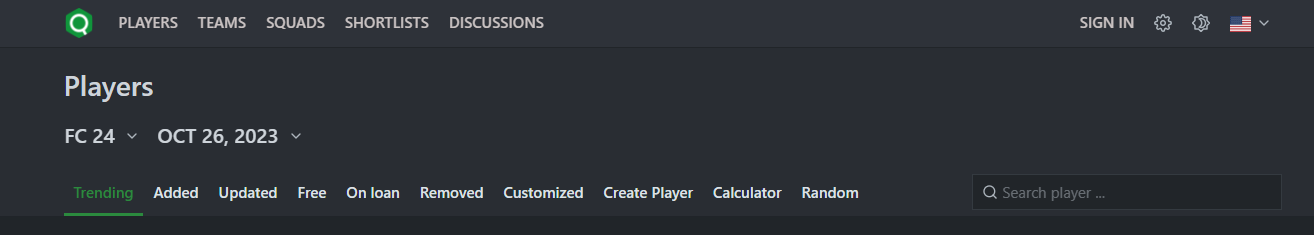 PLAYERS TEAMS SQUADS SHORTLISTS DISCUSSIONS SIGN IN
Players
FC 24 OCT 26, 2023
Trending Added Updated Free On loan Removed Customized Create Player Calculator Random Search player ...